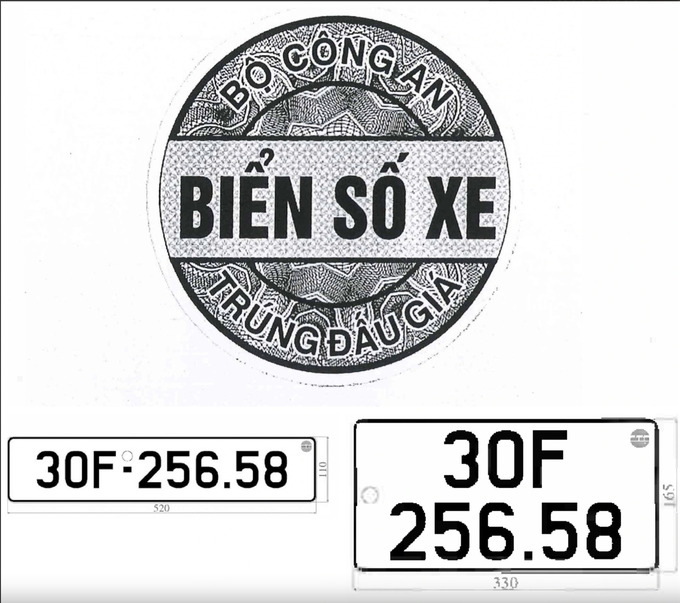 BỘ CÔNG AN
BIỂN SỐ XE
TRÚNG ĐẤU GIÁ
30F-256.58
110
520
30F
256.58
165
330